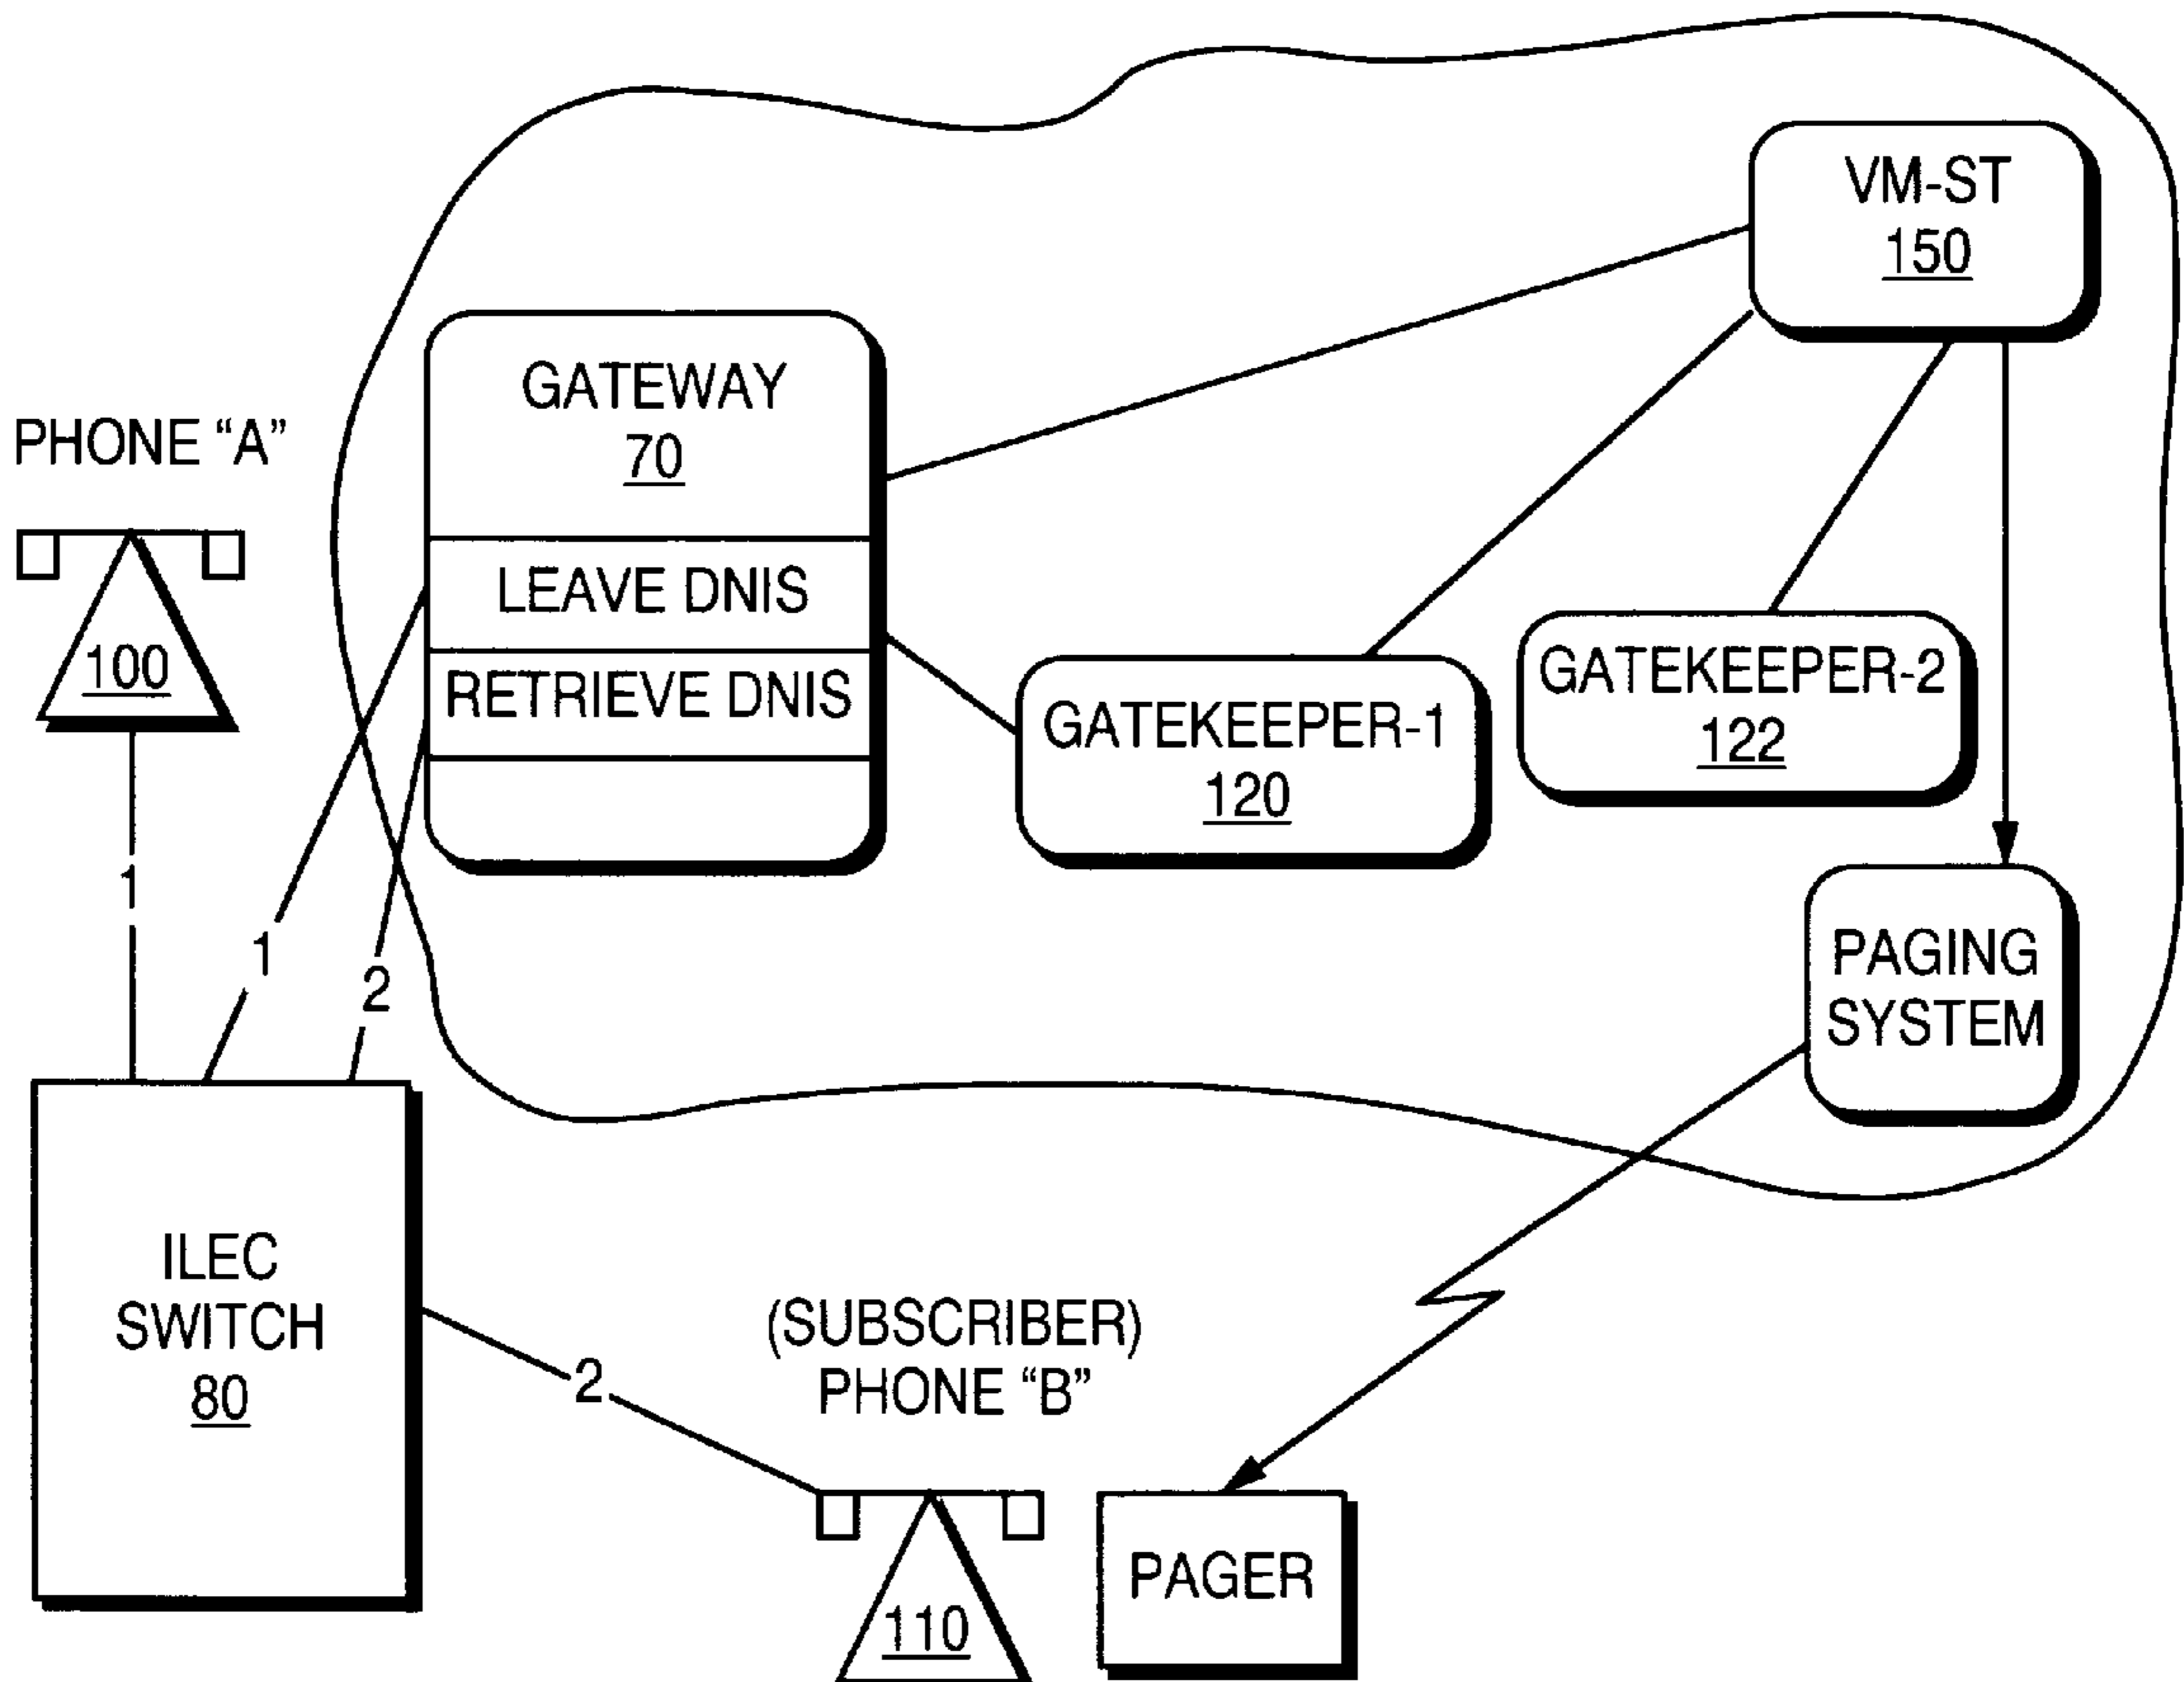 VM-ST
150
GATEWAY
70
LEAVE DNIS
RETRIEVE DNIS
PHONE “A”
100
GATEKEEPER-1
120
GATEKEEPER-2
122
1
1
2
PAGING
SYSTEM
ILEC
SWITCH
80
2
(SUBSCRIBER)
PHONE “B”
110
PAGER